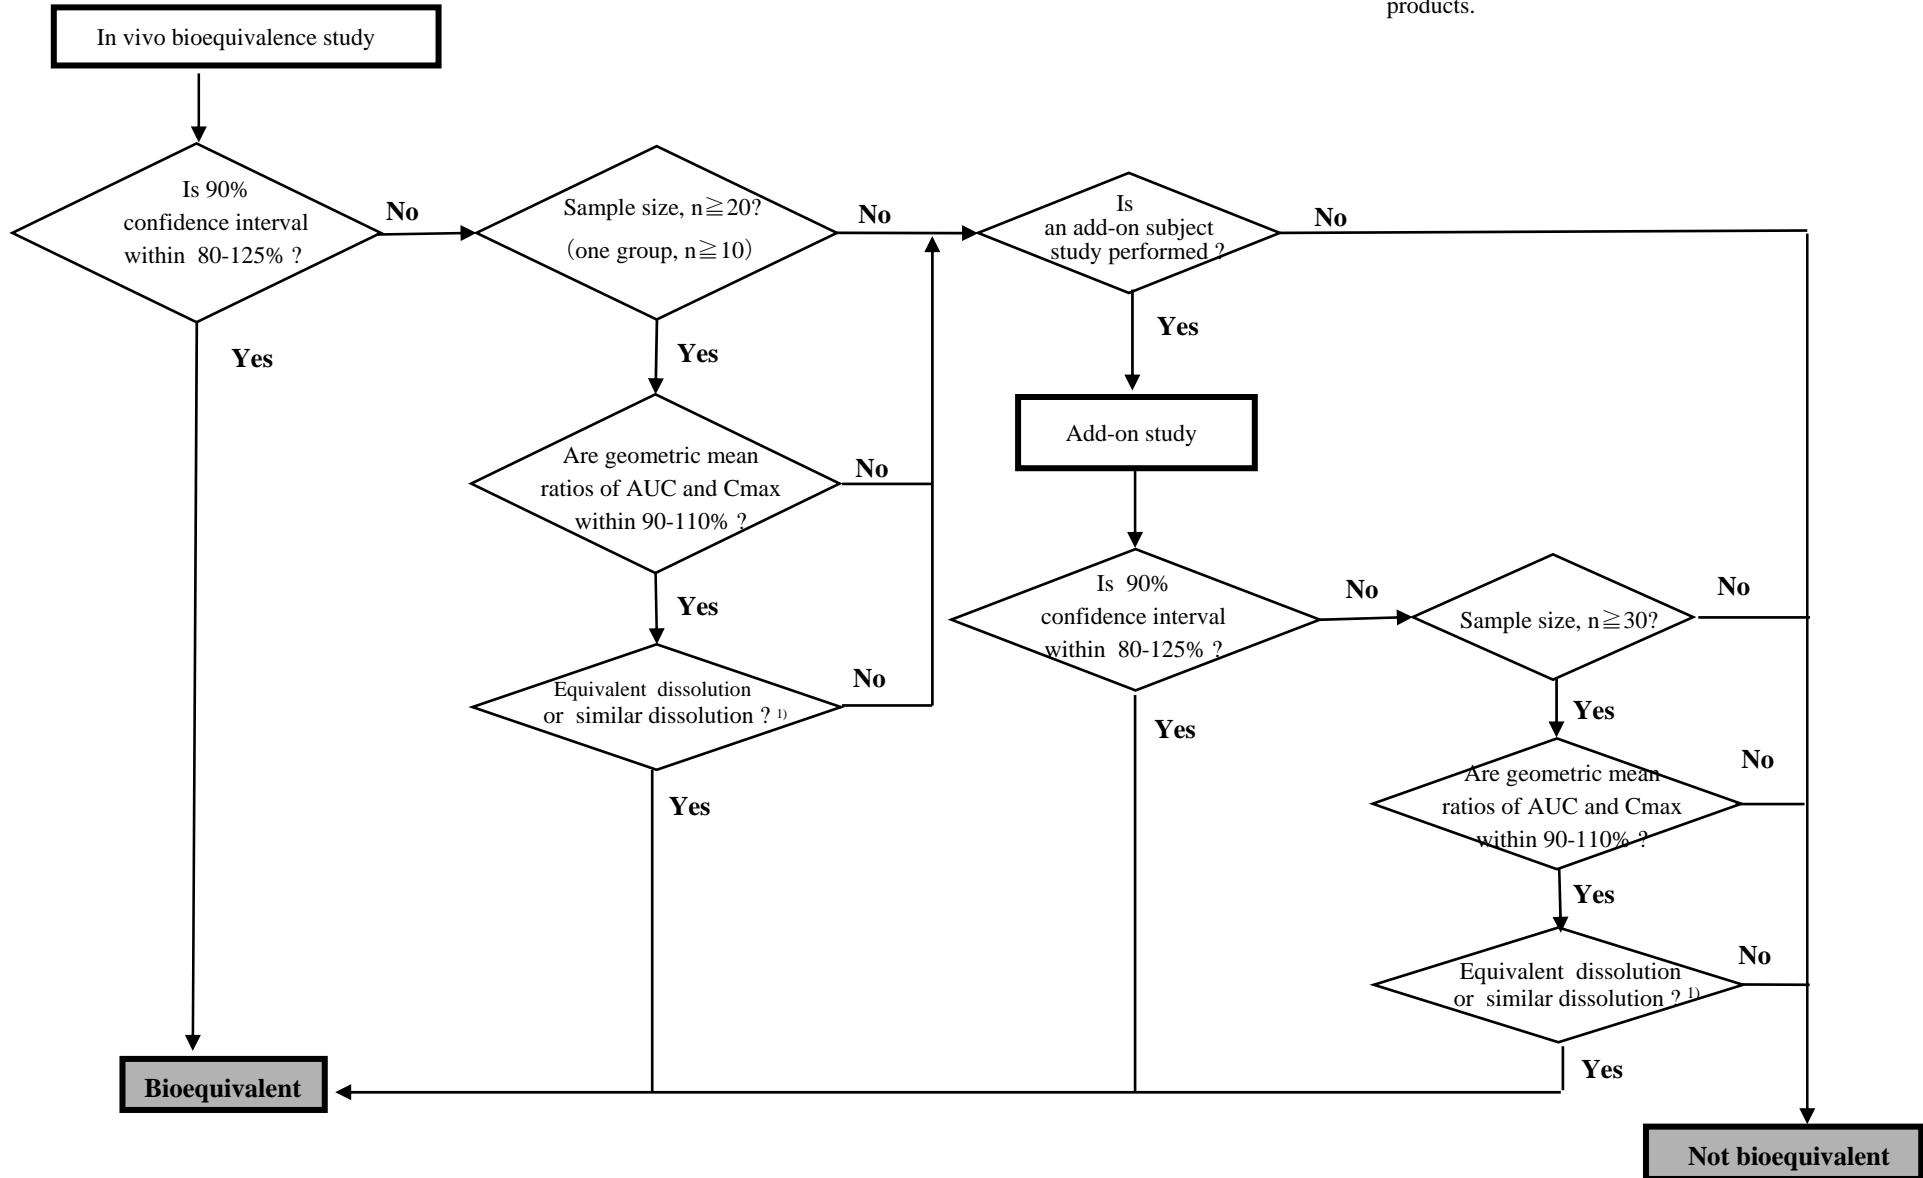 products.
In vivo bioequivalence study
Is 90%
confidence interval
within 80-125% ?
No
Yes
Sample size, n≧20?
(one group, n≧10)
No
Yes
Are geometric mean
ratios of AUC and Cmax
within 90-110% ?
No
Yes
Equivalent dissolution
or similar dissolution ? 1)
No
Yes
Is
an add-on subject
study performed ?
No
Yes
Add-on study
Is 90%
confidence interval
within 80-125% ?
No
Yes
Sample size, n≧30?
No
Yes
Are geometric mean
ratios of AUC and Cmax
within 90-110% ?
No
Yes
Equivalent dissolution
or similar dissolution ? 1)
No
Yes
Bioequivalent
Not bioequivalent